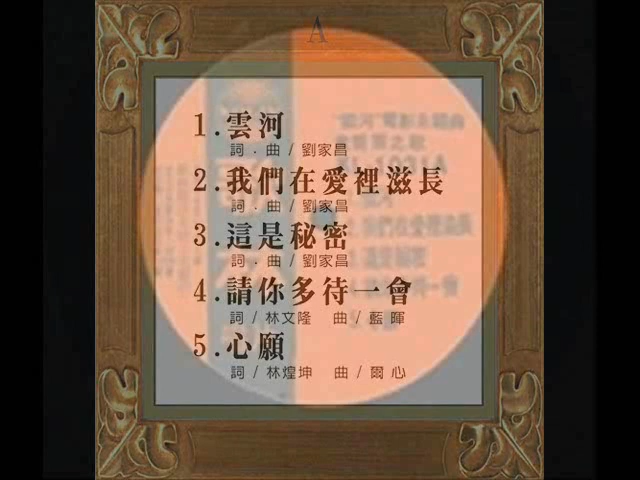 A
1.雲河
詞．曲/劉家昌
2.我們在愛裡滋長
詞．曲/劉家昌
3.這是秘密
詞．曲/劉家昌
4.請你多待一會
詞/林文隆 曲/藍暉
5.心願
詞/林煌坤 曲/爾心